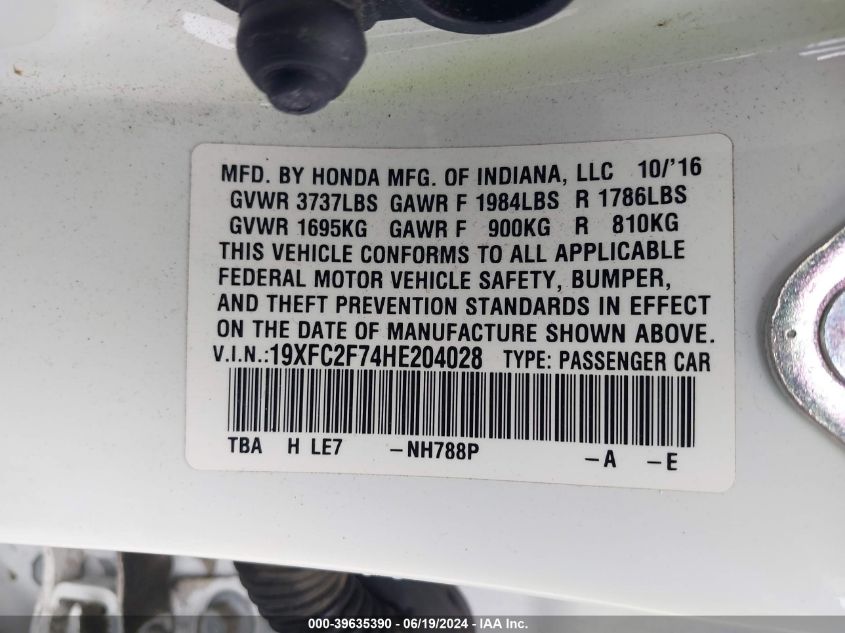 MFD. BY HONDA MFG. OF INDIANA, LLC 10/'16
GVWR 3737LBS GAWR F 1984LBS R 1786LBS
GVWR 1695KG GAWR F 900KG R 810KG
THIS VEHICLE CONFORMS TO ALL APPLICABLE
FEDERAL MOTOR VEHICLE SAFETY, BUMPER,
AND THEFT PREVENTION STANDARDS IN EFFECT
ON THE DATE OF MANUFACTURE SHOWN ABOVE.
V.I.N.:19XFC2F74HE204028 TYPE: PASSENGER CAR
TBA H LE7 -NH788P -A -E
000-39635390 - 06/19/2024 - IAAI Inc.